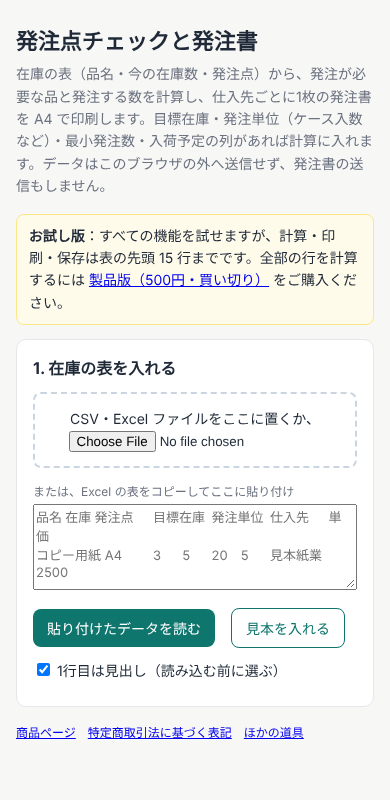 発注点チェックと発注書
在庫の表（品名・今の在庫数・発注点）から、発注が必
要な品と発注する数を計算し、仕入先ごとに1枚の発注書
を A4 で印刷します。目標在庫・発注単位（ケース入数
など）・最小発注数・入荷予定の列があれば計算に入れま
す。データはこのブラウザの外へ送信せず、発注書の送
信もしません。
お試し版：すべての機能を試せますが、計算・印
刷・保存は表の先頭 15 行までです。全部の行を計算
するには 製品版（500円・買い切り） をご購入くだ
さい。
1. 在庫の表を入れる
CSV・Excel ファイルをここに置くか、
Choose File No file chosen
または、Excel の表をコピーしてここに貼り付け
品名 在庫 発注点 目標在庫 発注単位 仕入先 単
価
コピー用紙 A4 3 5 20 5 見本紙業
2500
貼り付けたデータを読む 見本を入れる
1行目は見出し（読み込む前に選ぶ）
商品ページ 特定商取引法に基づく表記 ほかの道具